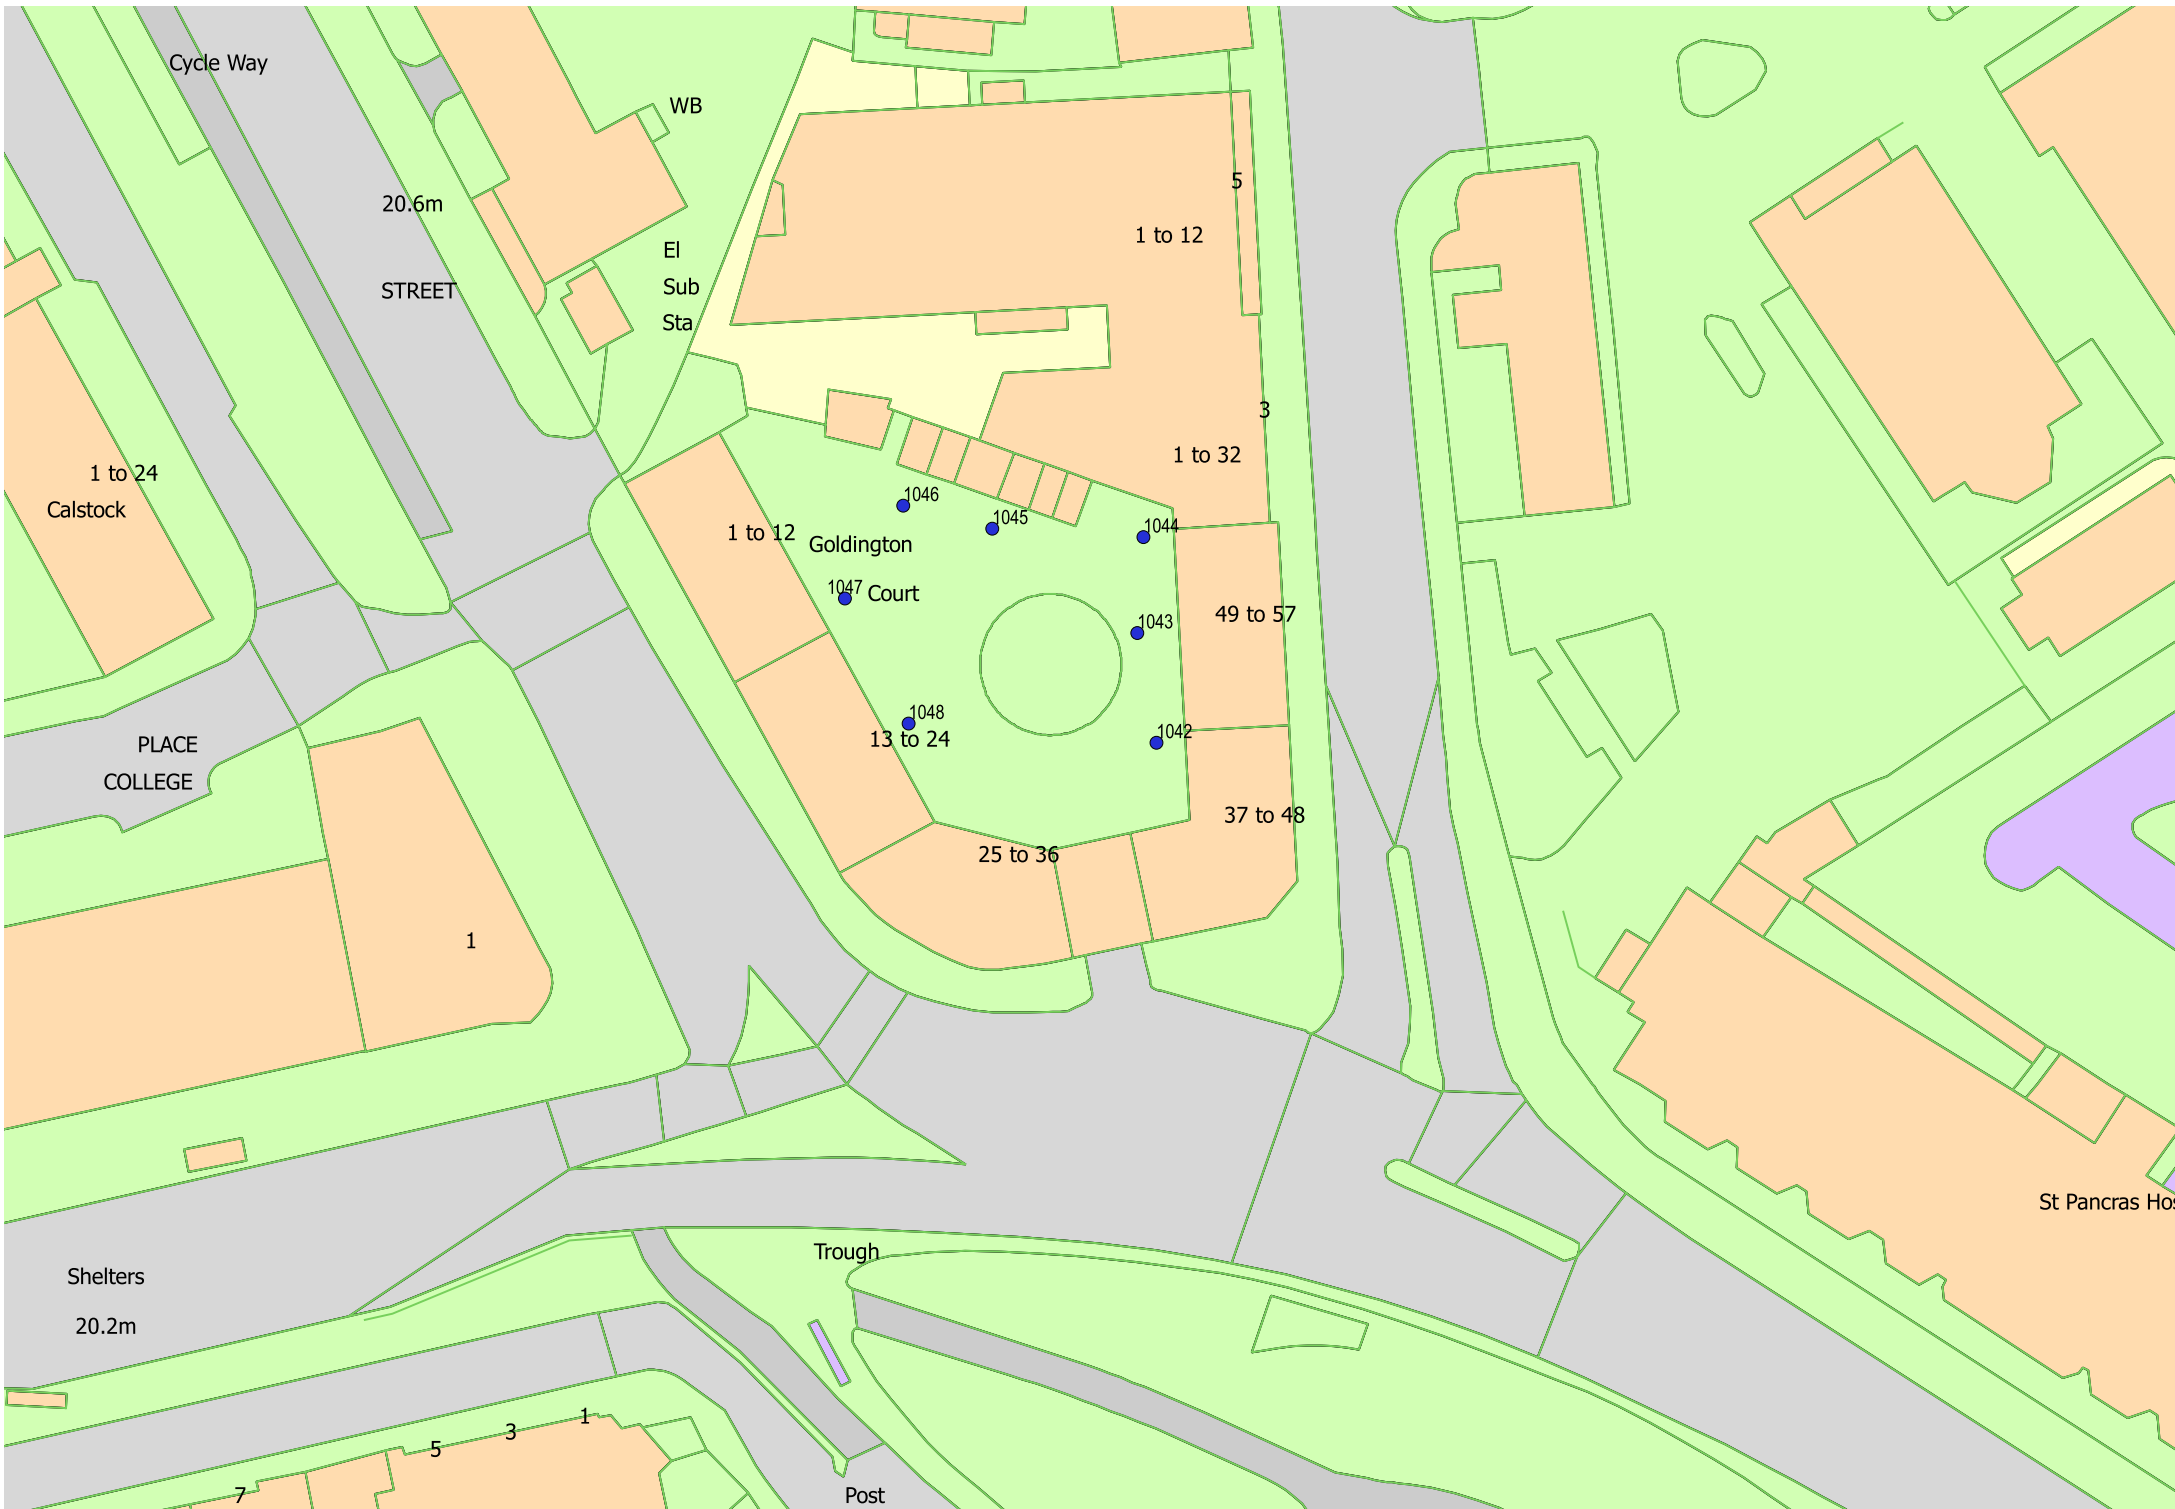 Cycle Way
WB
5
20.6m
1 to 12
El
Sub
Sta
STREET
3
1 to 32
1 to 24
Calstock
1046
1045
1044
1 to 12
Goldington
Court
1047
1043
49 to 57
1048
13 to 24
1042
PLACE
COLLEGE
37 to 48
25 to 36
1
St Pancras Hos
Trough
Shelters
20.2m
1
3
5
7
Post